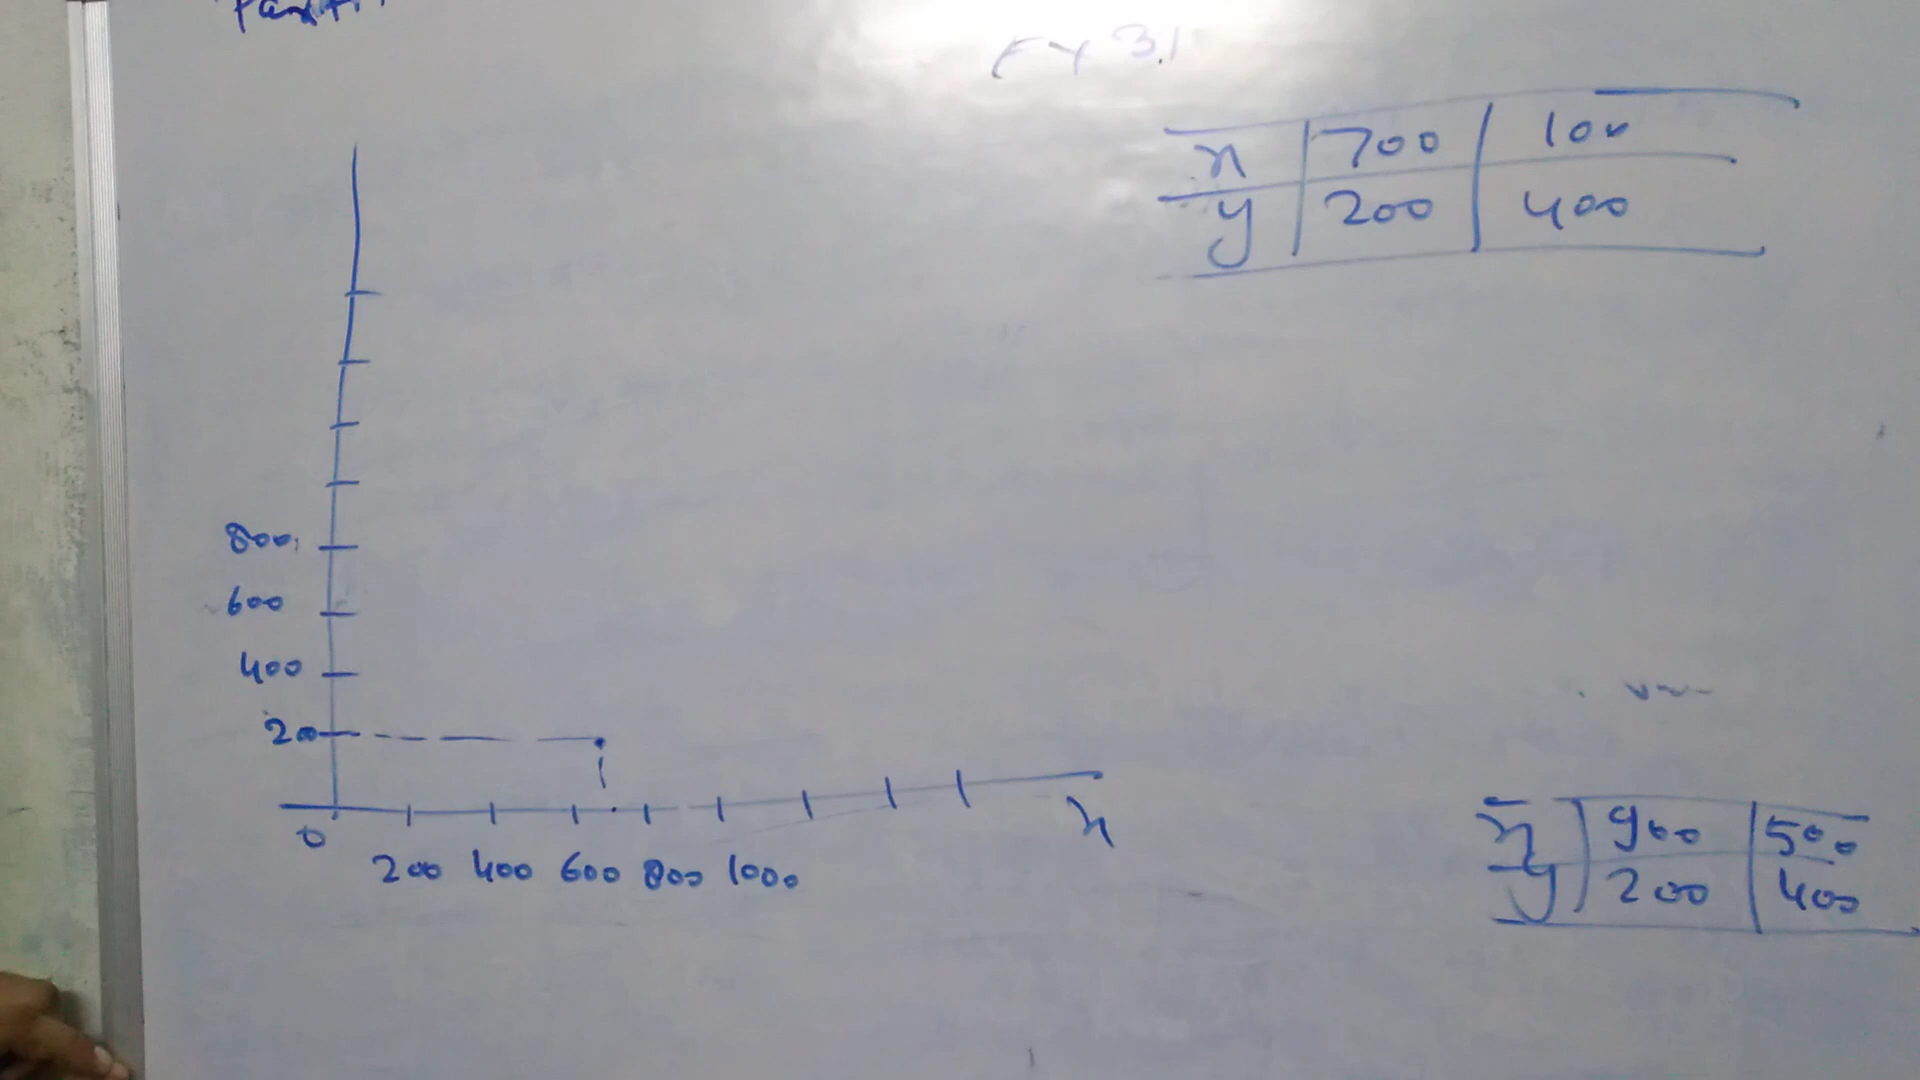 Ex 3.1
x 700 100
y 200 400
800
600
400
200
0
x
200 400 600 800 1000
x 900 500
y 200 400